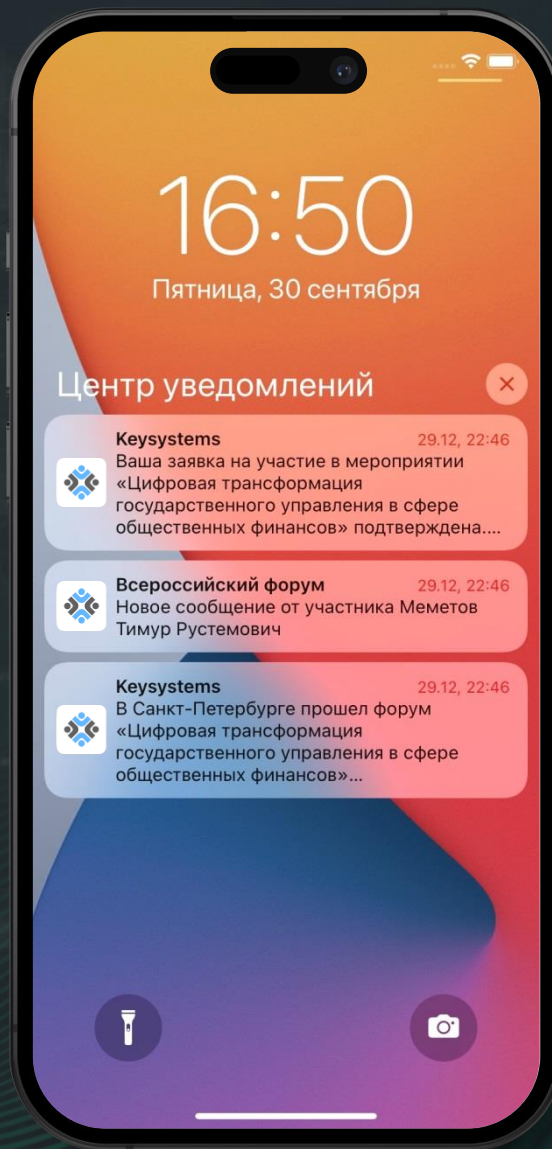 16:50
Пятница, 30 сентября
Центр уведомлений
Keysystems 29.12, 22:46
Ваша заявка на участие в мероприятии
«Цифровая трансформация
государственного управления в сфере
общественных финансов» подтверждена....
Всероссийский форум 29.12, 22:46
Новое сообщение от участника Меметов
Тимур Рустемович
Keysystems 29.12, 22:46
В Санкт-Петербурге прошел форум
«Цифровая трансформация
государственного управления в сфере
общественных финансов»...